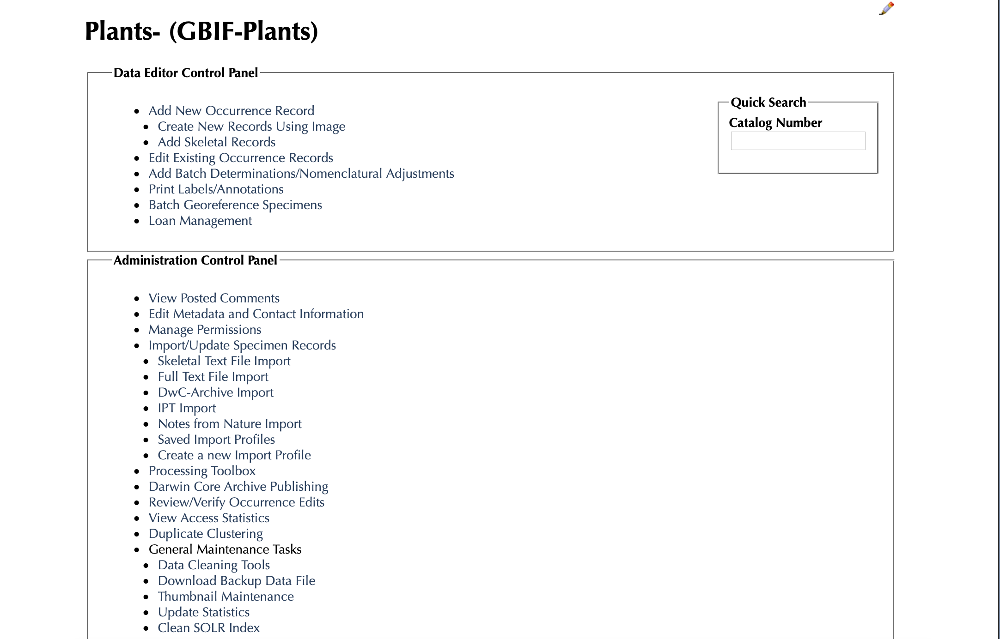 Plants- (GBIF-Plants)
Data Editor Control Panel
Add New Occurrence Record
Create New Records Using Image
Add Skeletal Records
Edit Existing Occurrence Records
Add Batch Determinations/Nomenclatural Adjustments
Print Labels/Annotations
Batch Georeference Specimens
Loan Management
Quick Search
Catalog Number
Administration Control Panel
View Posted Comments
Edit Metadata and Contact Information
Manage Permissions
Import/Update Specimen Records
Skeletal Text File Import
Full Text File Import
DwC-Archive Import
IPT Import
Notes from Nature Import
Saved Import Profiles
Create a new Import Profile
Processing Toolbox
Darwin Core Archive Publishing
Review/Verify Occurrence Edits
View Access Statistics
Duplicate Clustering
General Maintenance Tasks
Data Cleaning Tools
Download Backup Data File
Thumbnail Maintenance
Update Statistics
Clean SOLR Index